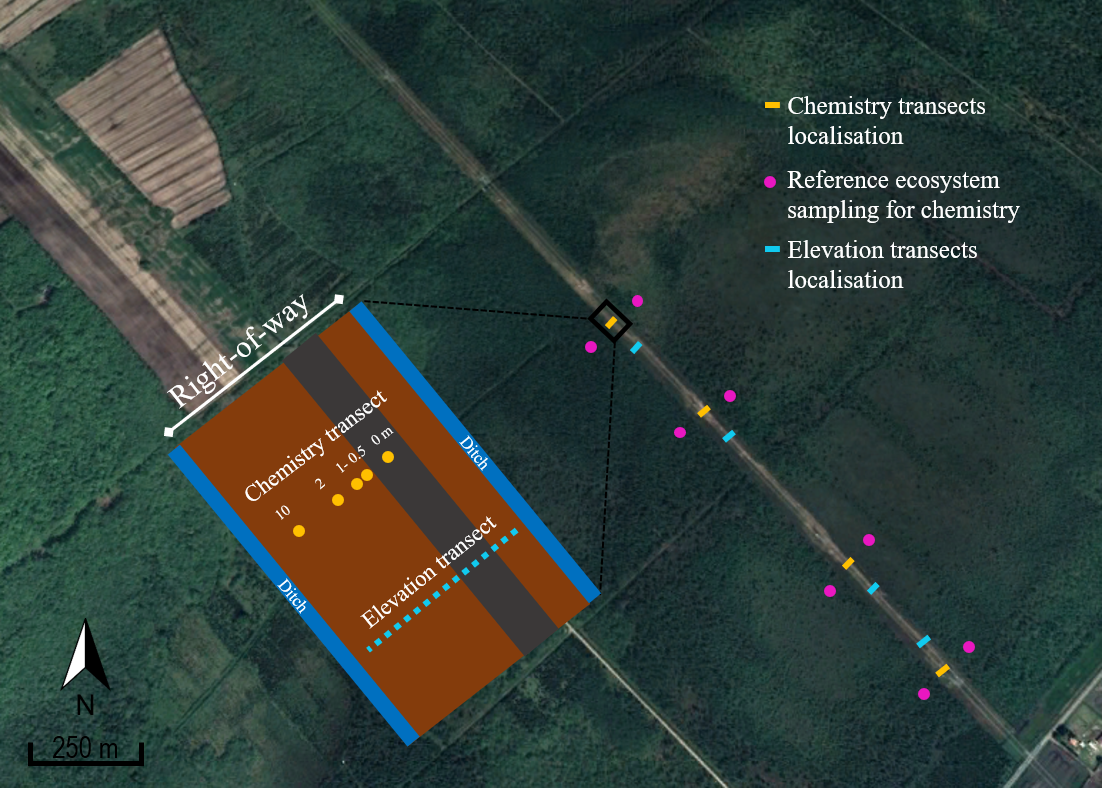 Chemistry transects
localisation
Reference ecosystem
sampling for chemistry
Elevation transects
localisation
Right-of-way
Chemistry transect
10
2
1- 0.5
0 m
Ditch
Elevation transect
Ditch
N
250 m